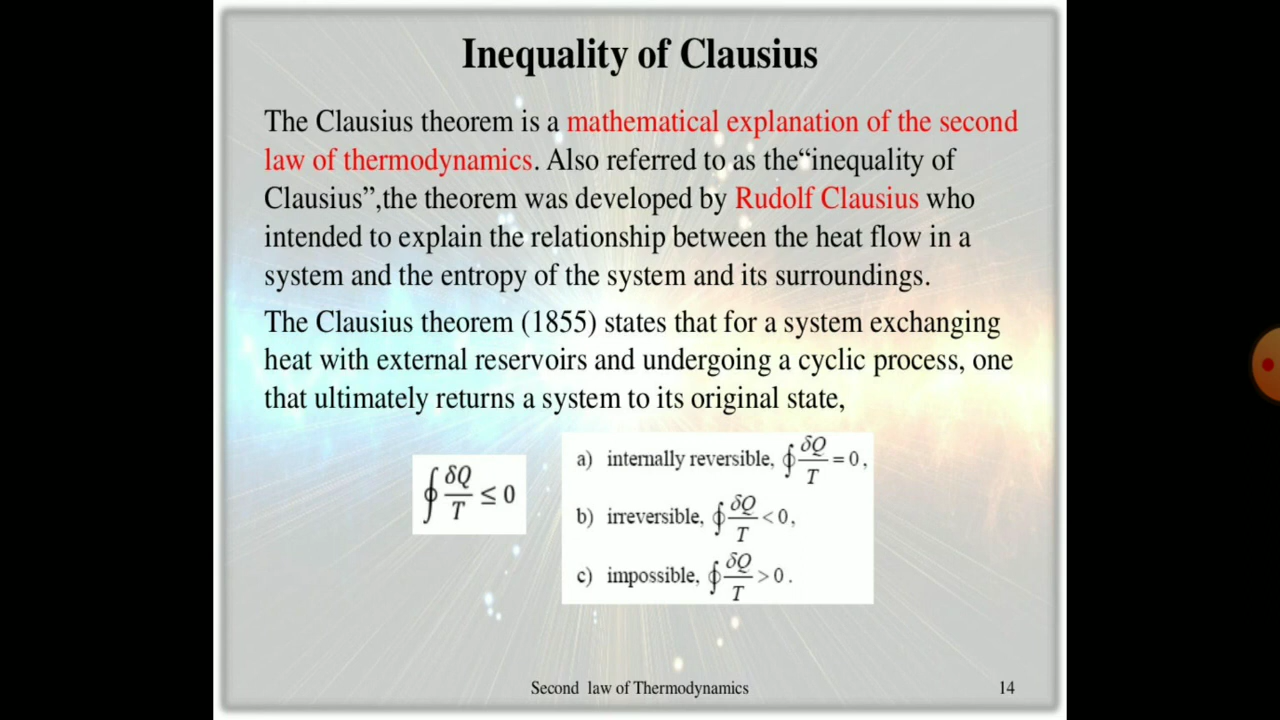 Inequality of Clausius
The Clausius theorem is a mathematical explanation of the second
law of thermodynamics. Also referred to as the“inequality of
Clausius”,the theorem was developed by Rudolf Clausius who
intended to explain the relationship between the heat flow in a
system and the entropy of the system and its surroundings.
The Clausius theorem (1855) states that for a system exchanging
heat with external reservoirs and undergoing a cyclic process, one
that ultimately returns a system to its original state,
∮ δQ/T ≤ 0
a) internally reversible, ∮ δQ/T = 0,
b) irreversible, ∮ δQ/T < 0,
c) impossible, ∮ δQ/T > 0.
Second law of Thermodynamics 14